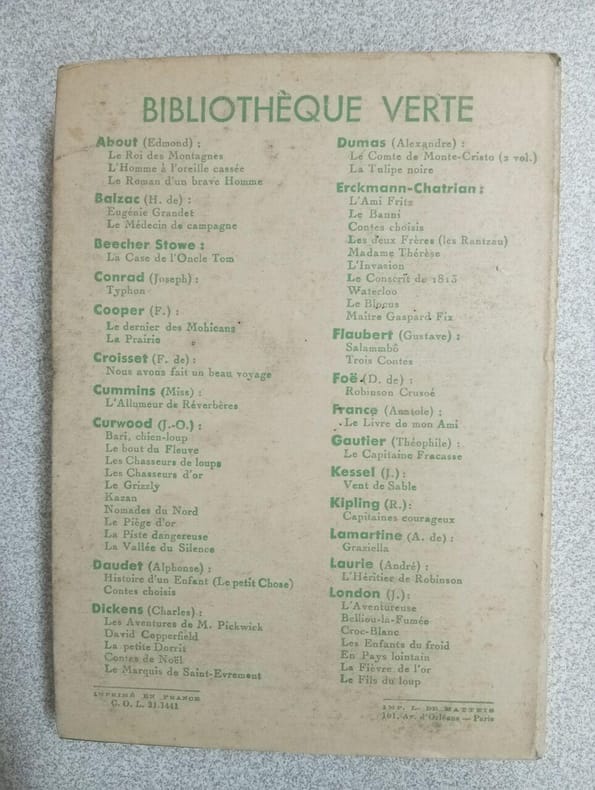 BIBLIOTHÈQUE VERTE
About (Edmond) :
Le Roi des Montagnes
L'Homme à l'oreille cassée
Le Roman d'un brave Homme
Balzac (H. de) :
Eugénie Grandet
Le Médecin de campagne
Beecher Stowe :
La Case de l'Oncle Tom
Conrad (Joseph) :
Typhon
Cooper (F.) :
Le dernier des Mohicans
La Prairie
Croisset (F. de) :
Nous avons fait un beau voyage
Cummins (Miss) :
L'Allumeur de Réverbères
Curwood (J.-O.) :
Bari, chien-loup
Le bout du Fleuve
Les Chasseurs de loups
Les Chasseurs d'or
Le Grizzly
Kazan
Nomades du Nord
Le Piège d'or
La Piste dangereuse
La Vallée du Silence
Daudet (Alphonse) :
Histoire d'un Enfant (Le petit Chose)
Contes choisis
Dickens (Charles) :
Les Aventures de M. Pickwick
David Copperfield
La petite Dorrit
Contes de Noël
Le Marquis de Saint-Evremont
IMPRIMÉ EN FRANCE
C. O. L. 31.1441
Dumas (Alexandre) :
Le Comte de Monte-Cristo (2 vol.)
La Tulipe noire
Erckmann-Chatrian :
L'Ami Fritz
Le Banni
Contes choisis
Les deux Frères (les Rantzau)
Madame Thérèse
L'Invasion
Le Conscrit de 1813
Waterloo
Le Blocus
Maître Gaspard Fix
Flaubert (Gustave) :
Salammbô
Trois Contes
Foë (D. de) :
Robinson Crusoé
France (Anatole) :
Le Livre de mon Ami
Gautier (Théophile) :
Le Capitaine Fracasse
Kessel (J.) :
Vent de Sable
Kipling (R.) :
Capitaines courageux
Lamartine (A. de) :
Graziella
Laurie (André) :
L'Héritier de Robinson
London (J.) :
L'Aventureuse
Belliou-la-Fumée
Croc-Blanc
Les Enfants du froid
En Pays lointain
La Fièvre de l'or
Le Fils du loup
IMP. L. DE MATTEIS
101, Av. d'Orléans — Paris